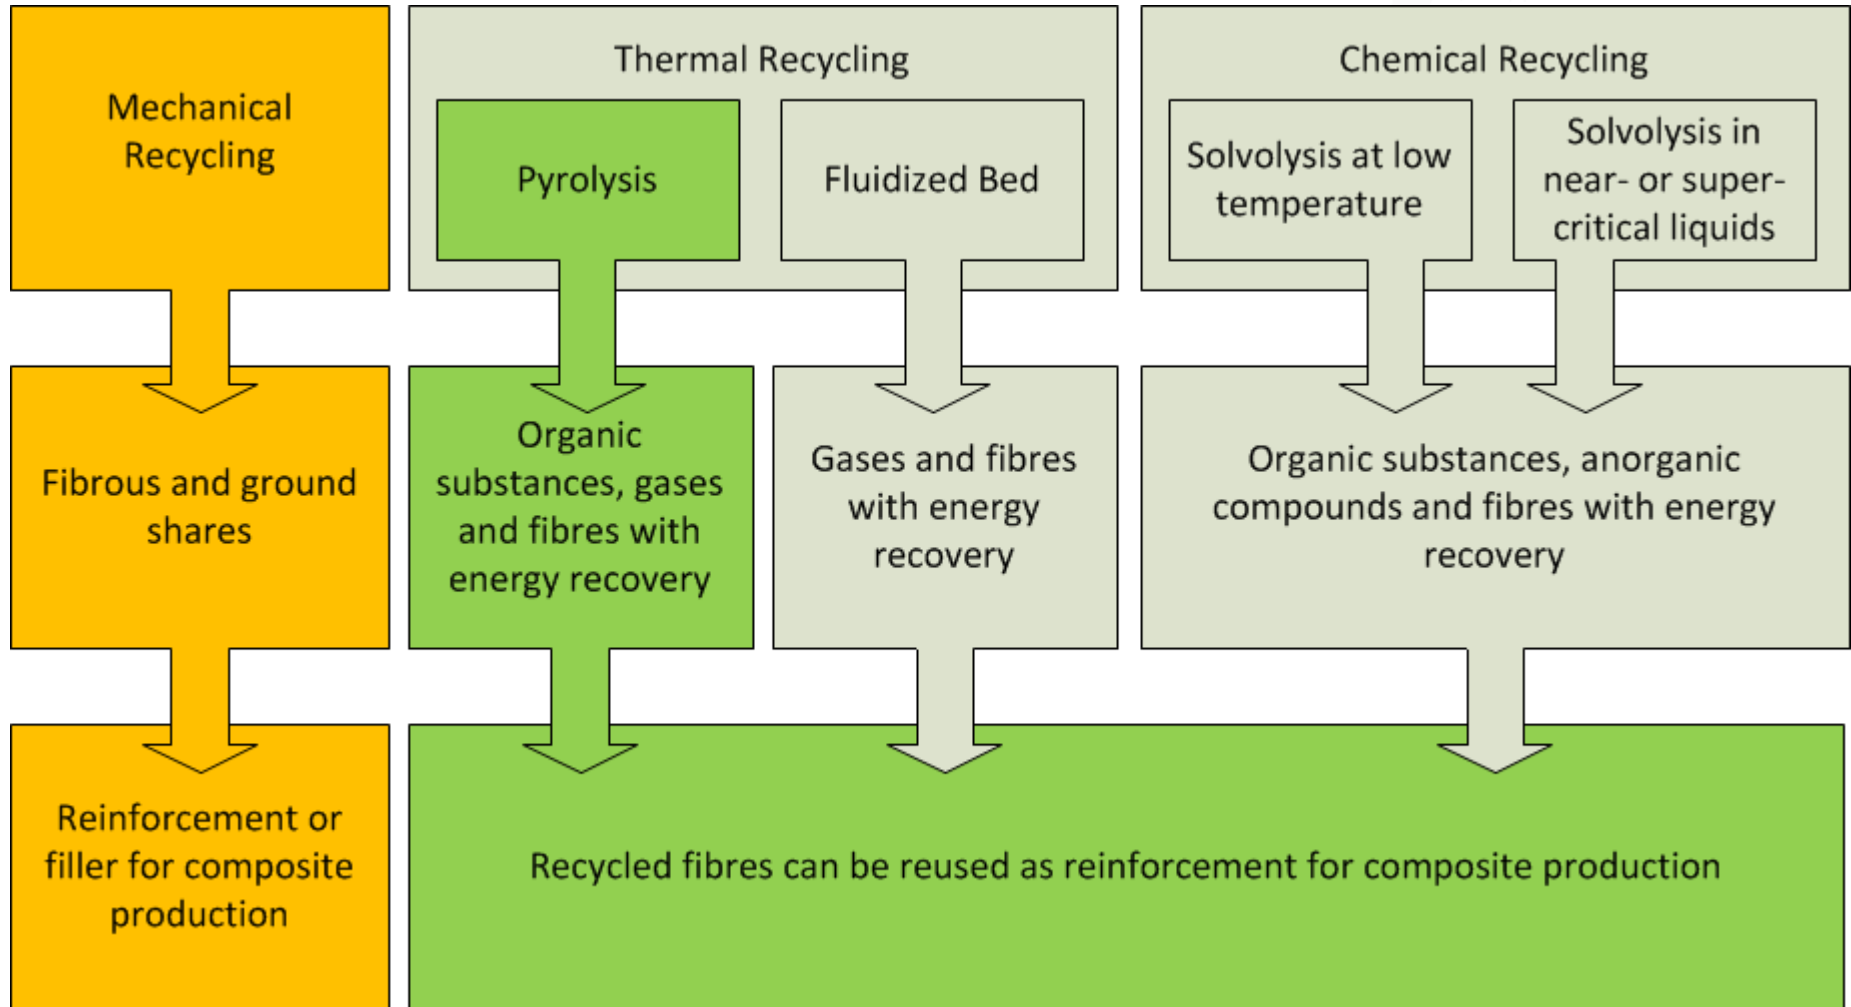 Mechanical
Recycling
Thermal Recycling
Pyrolysis
Fluidized Bed
Chemical Recycling
Solvolysis at low
temperature
Solvolysis in
near- or super-
critical liquids
Fibrous and ground
shares
Organic
substances, gases
and fibres with
energy recovery
Gases and fibres
with energy
recovery
Organic substances, anorganic
compounds and fibres with energy
recovery
Reinforcement or
filler for composite
production
Recycled fibres can be reused as reinforcement for composite production